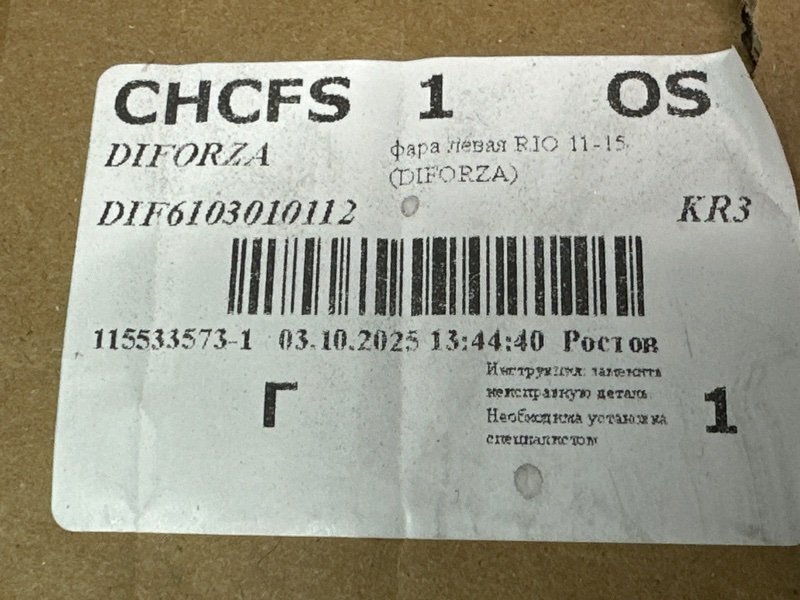 CHCFS 1 OS
DIFORZA
фара левая RIO 11-15
(DIFORZA)
DIF6103010112 KR3
115533573-1 03.10.2025 13:44:40 Ростов
Инструкция: заменить
неисправную деталь
Необходима установка
специалистом
Г 1